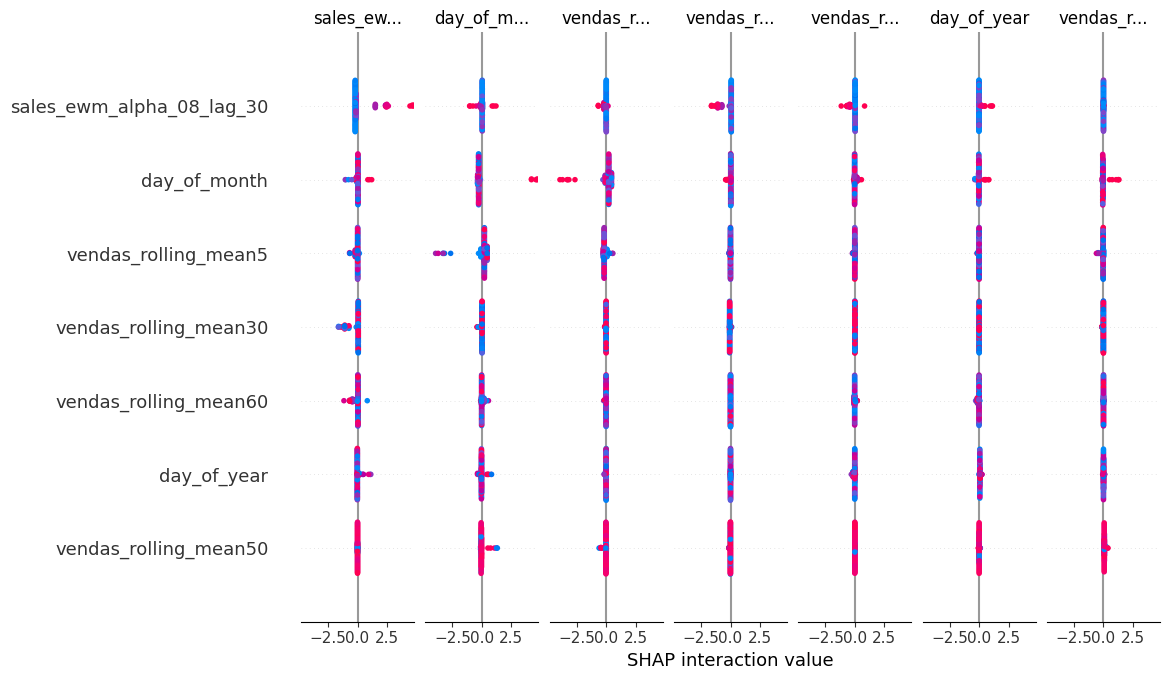 sales_ew... day_of_m... vendas_r... vendas_r... vendas_r... day_of_year vendas_r...
sales_ewm_alpha_08_lag_30
day_of_month
vendas_rolling_mean5
vendas_rolling_mean30
vendas_rolling_mean60
day_of_year
vendas_rolling_mean50
−2.50.0 2.5 −2.50.0 2.5 −2.50.0 2.5 −2.50.0 2.5 −2.50.0 2.5 −2.50.0 2.5 −2.50.0 2.5
SHAP interaction value